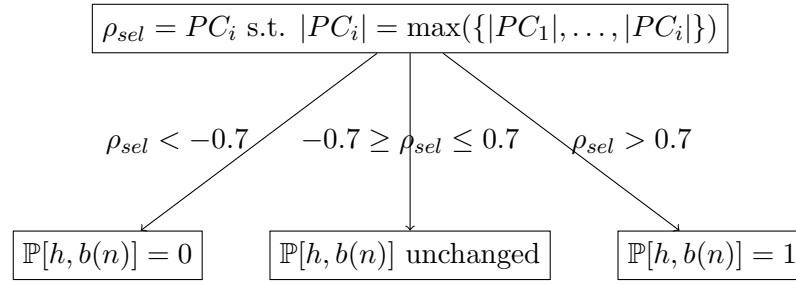 ρ_sel = PC_i s.t. |PC_i| = max({|PC_1|, . . . , |PC_i|})
ρ_sel < −0.7 −0.7 ≥ ρ_sel ≤ 0.7 ρ_sel > 0.7
ℙ[h, b(n)] = 0 ℙ[h, b(n)] unchanged ℙ[h, b(n)] = 1